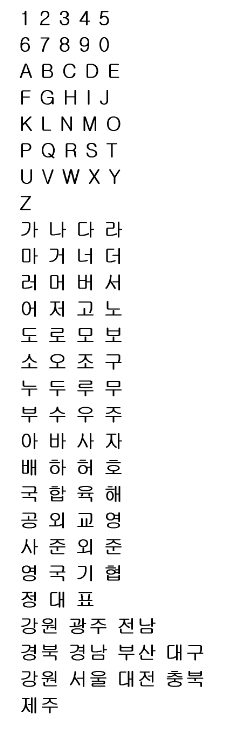 1 2 3 4 5
6 7 8 9 0
A B C D E
F G H I J
K L N M O
P Q R S T
U V W X Y
Z
가 나 다 라
마 거 너 더
러 머 버 서
어 저 고 노
도 로 모 보
소 오 조 구
누 두 루 무
부 수 우 주
아 바 사 자
배 하 허 호
국 합 육 해
공 외 교 영
사 준 외 준
영 국 기 협
정 대 표
강원 광주 전남
경북 경남 부산 대구
강원 서울 대전 충북
제주